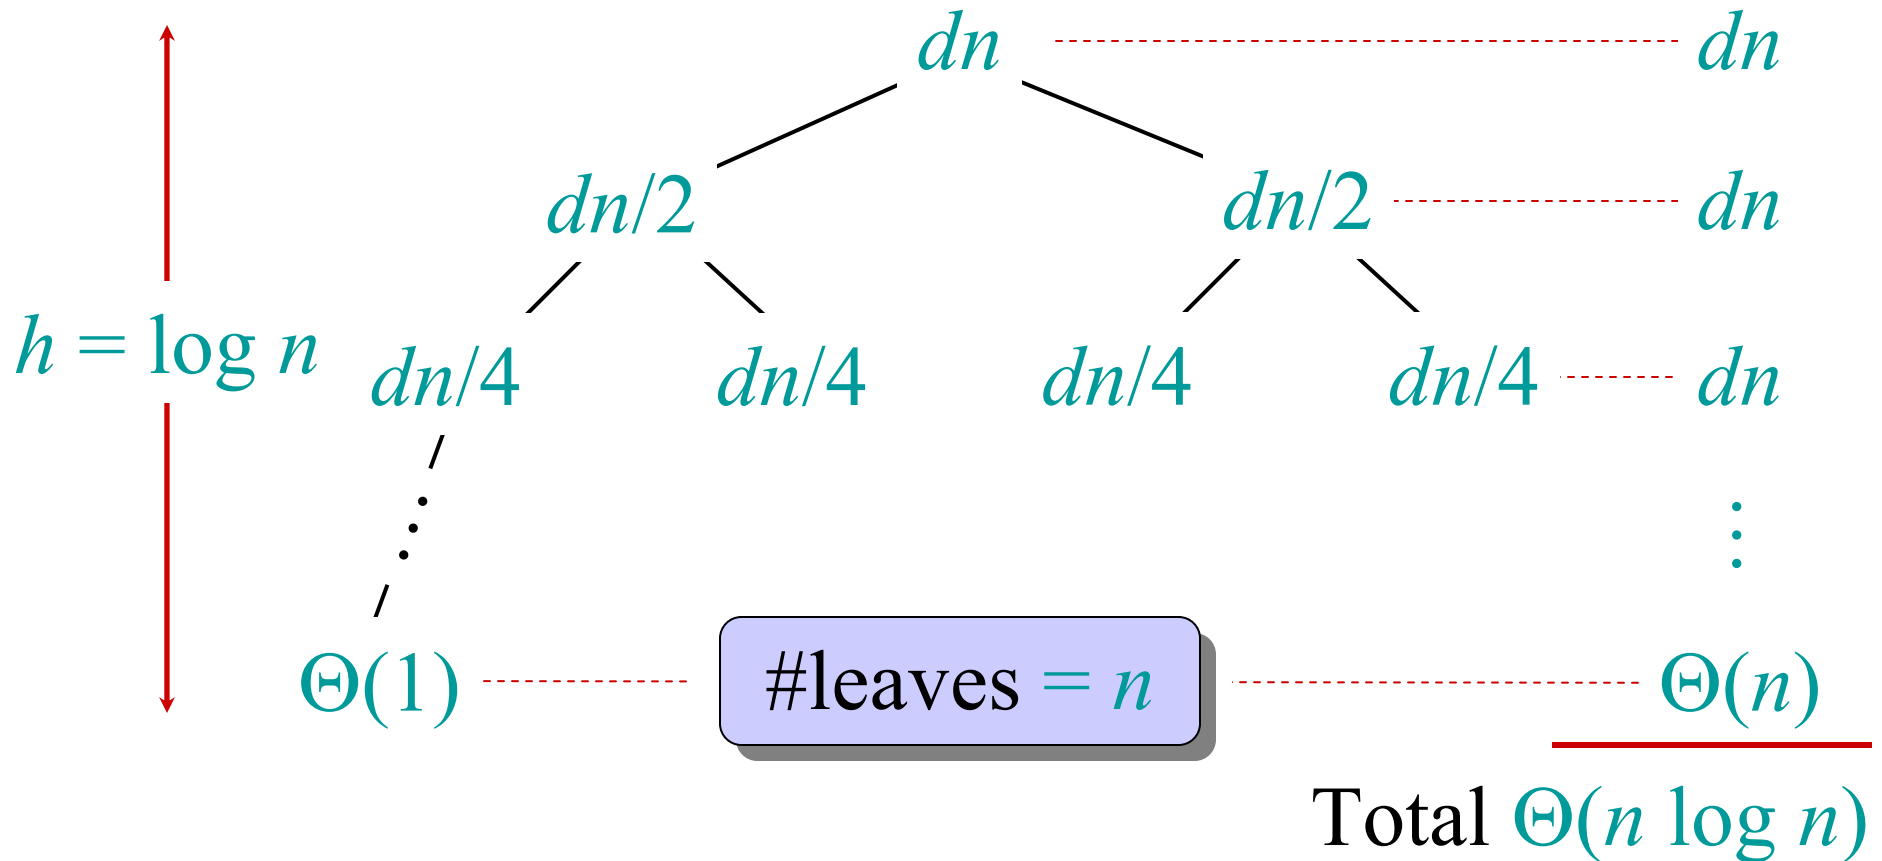 dn dn
dn/2 dn/2 dn
h = log n dn/4 dn/4 dn/4 dn/4 dn
Θ(1) #leaves = n Θ(n)
Total Θ(n log n)